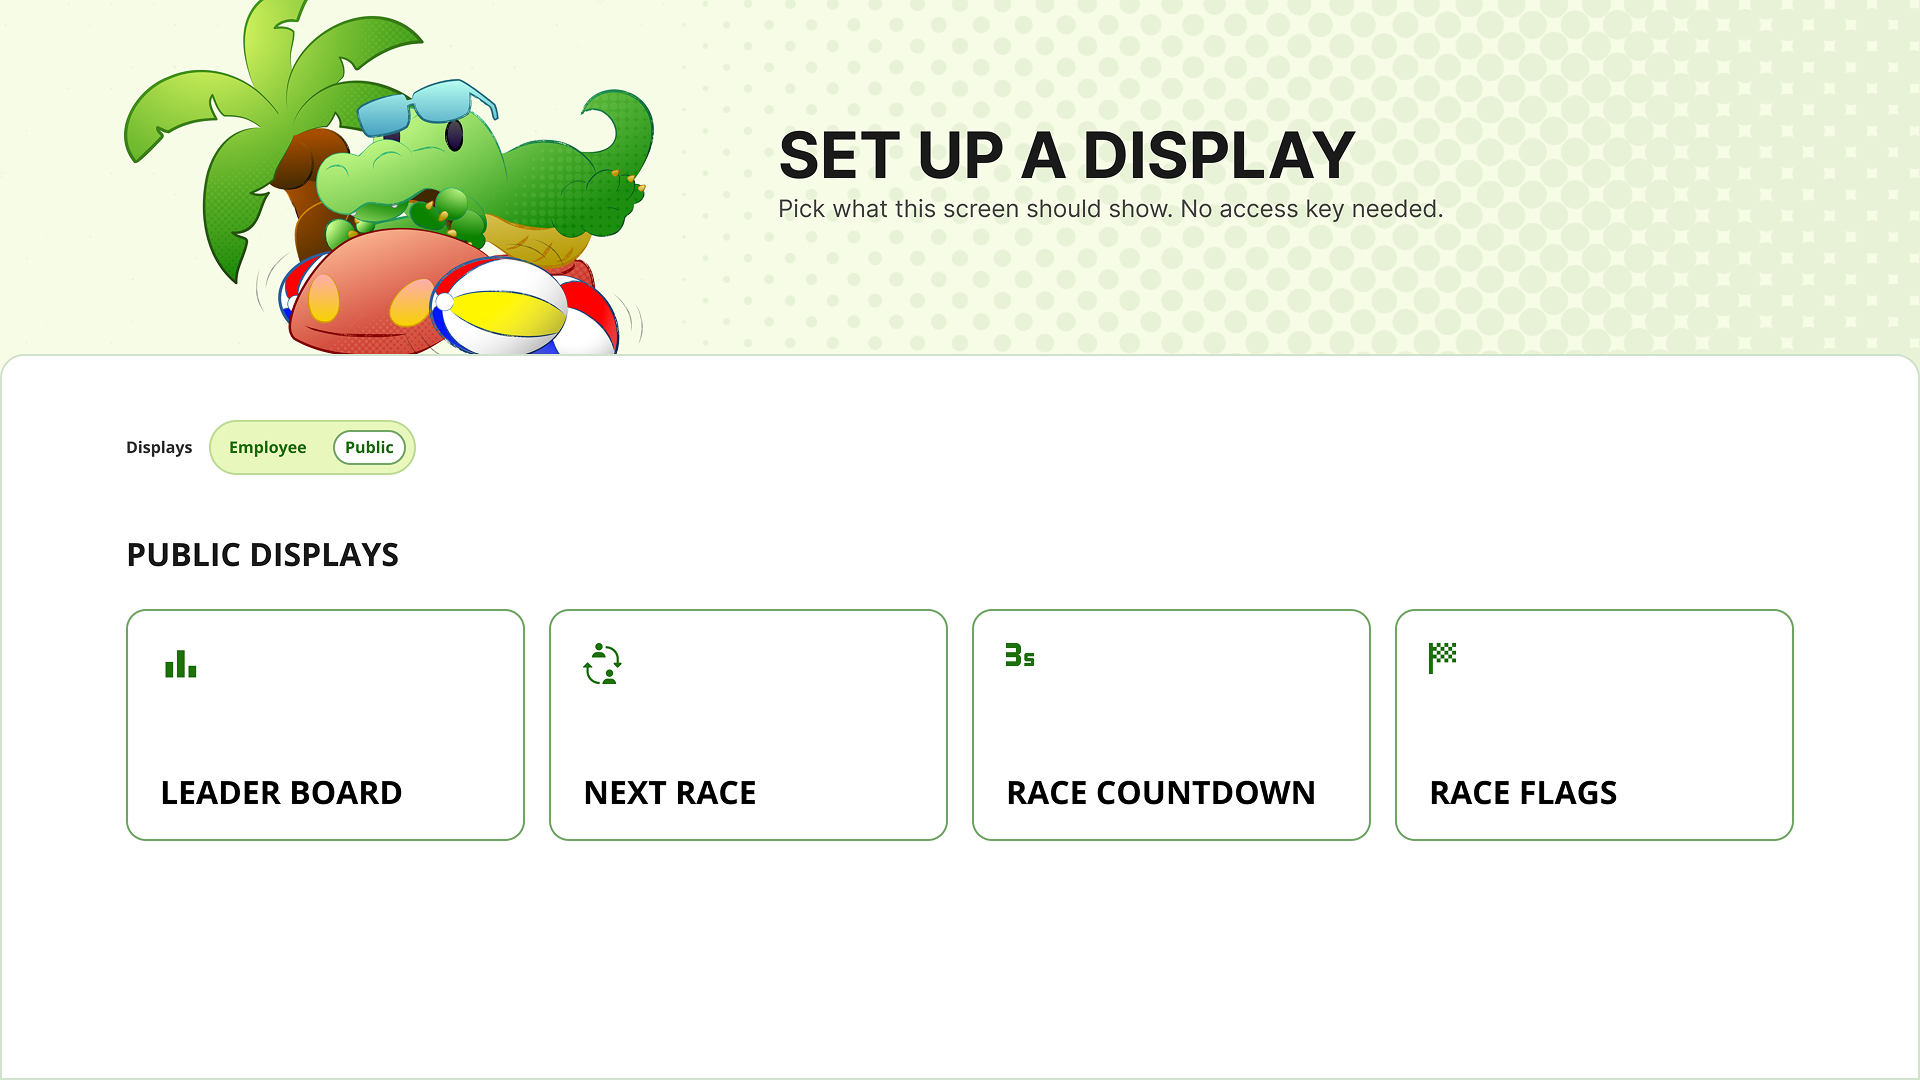 SET UP A DISPLAY
Pick what this screen should show. No access key needed.
Displays
Employee
Public
PUBLIC DISPLAYS
3s
LEADER BOARD
NEXT RACE
RACE COUNTDOWN
RACE FLAGS